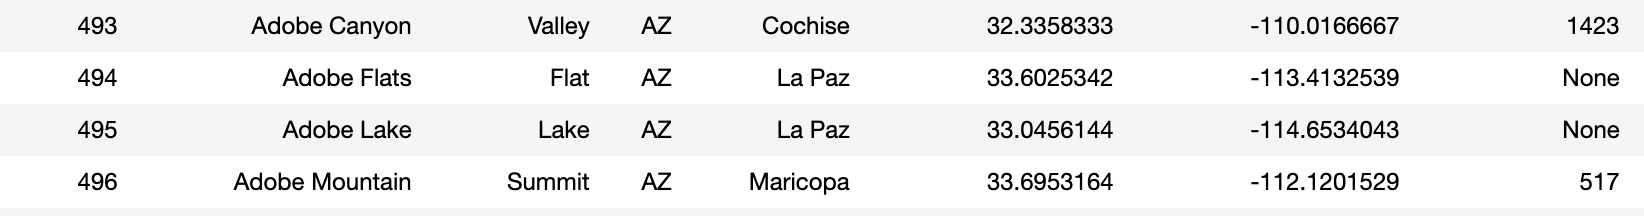 493 Adobe Canyon Valley AZ Cochise 32.3358333 -110.0166667 1423
494 Adobe Flats Flat AZ La Paz 33.6025342 -113.4132539 None
495 Adobe Lake Lake AZ La Paz 33.0456144 -114.6534043 None
496 Adobe Mountain Summit AZ Maricopa 33.6953164 -112.1201529 517